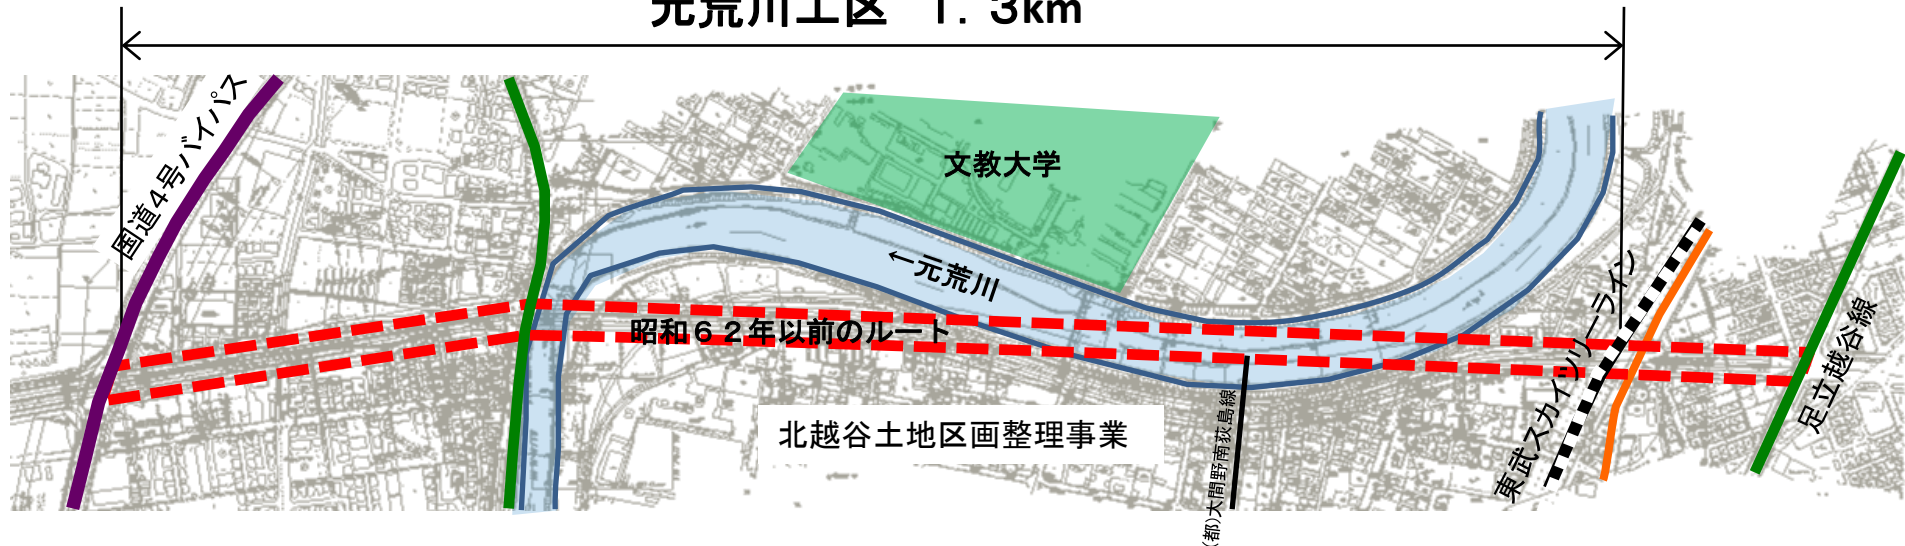 元荒川工区　1．3km
国道4号バイパス
文教大学
←元荒川
昭和６２年以前のルート
北越谷土地区画整理事業
(都)大間野南荻島線
東武スカイツリーライン
足立越谷線